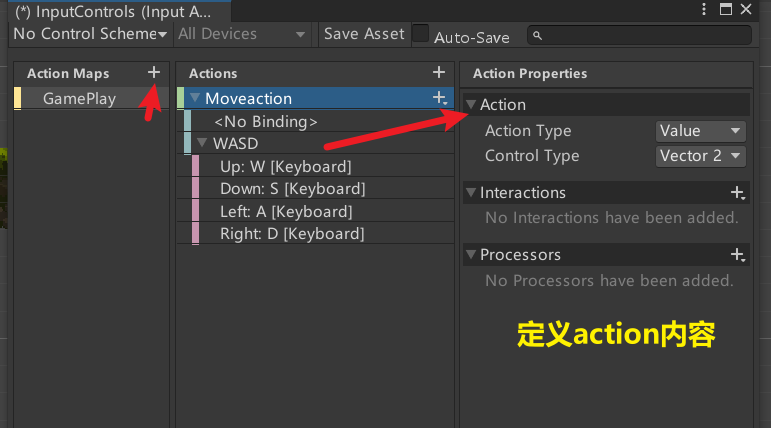 (*) InputControls (Input A...
No Control Scheme
All Devices
Save Asset
Auto-Save
Action Maps
Actions
Action Properties
GamePlay
Moveaction
<No Binding>
WASD
Up: W [Keyboard]
Down: S [Keyboard]
Left: A [Keyboard]
Right: D [Keyboard]
Action
Action Type
Value
Control Type
Vector 2
Interactions
No Interactions have been added.
Processors
No Processors have been added.
定义action内容